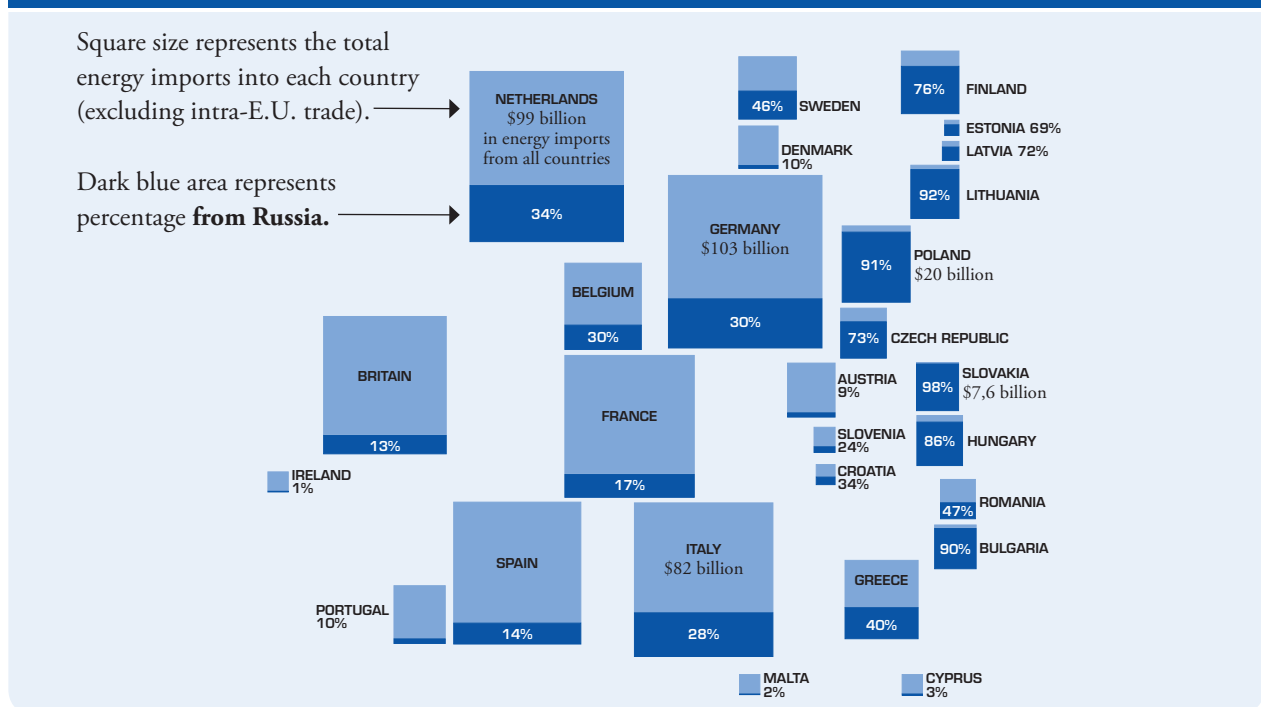 Square size represents the total
energy imports into each country
(excluding intra-E.U. trade).
Dark blue area represents
percentage from Russia.
NETHERLANDS
$99 billion
in energy imports
from all countries
34%
46% SWEDEN
DENMARK
10%
76% FINLAND
ESTONIA 69%
LATVIA 72%
92% LITHUANIA
GERMANY
$103 billion
30%
91%
POLAND
$20 billion
BELGIUM
30%
73% CZECH REPUBLIC
BRITAIN
13%
FRANCE
17%
AUSTRIA
9%
98%
SLOVAKIA
$7,6 billion
SLOVENIA
24%
86% HUNGARY
CROATIA
34%
IRELAND
1%
47% ROMANIA
90% BULGARIA
SPAIN
14%
ITALY
$82 billion
28%
GREECE
40%
PORTUGAL
10%
MALTA
2%
CYPRUS
3%